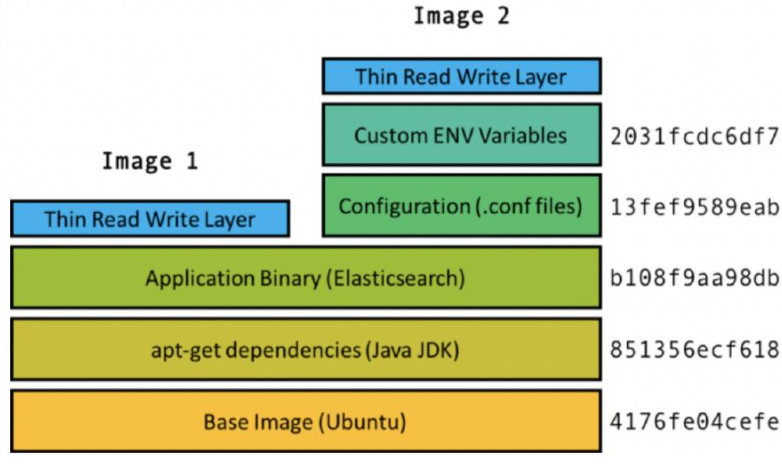 Image 2
Thin Read Write Layer
Custom ENV Variables 2031fcdc6df7
Image 1
Configuration (.conf files) 13fef9589eab
Thin Read Write Layer
Application Binary (Elasticsearch) b108f9aa98db
apt-get dependencies (Java JDK) 851356ecf618
Base Image (Ubuntu) 4176fe04cefe